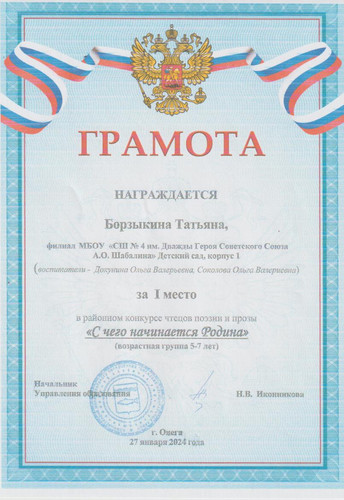 ГРАМОТА
НАГРАЖДАЕТСЯ
Борзыкина Татьяна,
филиал МБОУ «СШ № 4 им. Дважды Героя Советского Союза
А.О. Шабалина» Детский сад, корпус 1
(воспитатели - Докучина Ольга Валерьевна, Соколова Ольга Валериевна)
за I место
в районном конкурсе чтецов поэзии и прозы
«С чего начинается Родина»
(возрастная группа 5-7 лет)
Начальник
Управления образования
Н.В. Иконникова
г. Онега
27 января 2024 года